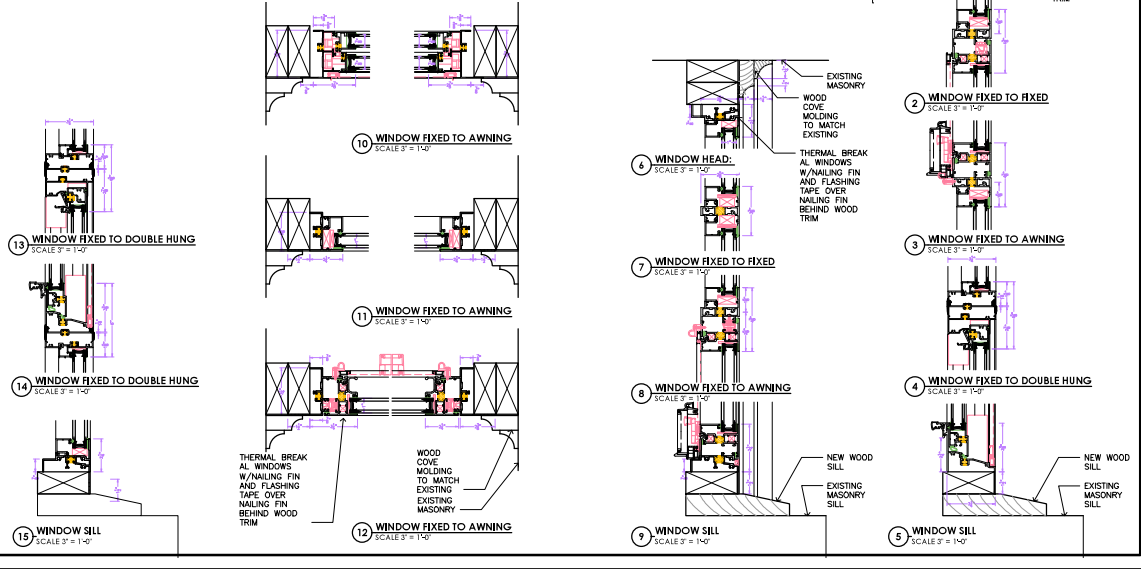 TRIM
2 WINDOW FIXED TO FIXED
SCALE 3" = 1'-0"
10 WINDOW FIXED TO AWNING
SCALE 3" = 1'-0"
EXISTING
MASONRY
WOOD
COVE
MOLDING
TO MATCH
EXISTING
THERMAL BREAK
AL WINDOWS
W/NAILING FIN
AND FLASHING
TAPE OVER
NAILING FIN
BEHIND WOOD
TRIM
6 WINDOW HEAD:
SCALE 3" = 1'-0"
13 WINDOW FIXED TO DOUBLE HUNG
SCALE 3" = 1'-0"
3 WINDOW FIXED TO AWNING
SCALE 3" = 1'-0"
7 WINDOW FIXED TO FIXED
SCALE 3" = 1'-0"
11 WINDOW FIXED TO AWNING
SCALE 3" = 1'-0"
14 WINDOW FIXED TO DOUBLE HUNG
SCALE 3" = 1'-0"
8 WINDOW FIXED TO AWNING
SCALE 3" = 1'-0"
4 WINDOW FIXED TO DOUBLE HUNG
SCALE 3" = 1'-0"
THERMAL BREAK
AL WINDOWS
W/NAILING FIN
AND FLASHING
TAPE OVER
NAILING FIN
BEHIND WOOD
TRIM
WOOD
COVE
MOLDING
TO MATCH
EXISTING
EXISTING
MASONRY
12 WINDOW FIXED TO AWNING
SCALE 3" = 1'-0"
15 WINDOW SILL
SCALE 3" = 1'-0"
NEW WOOD
SILL
EXISTING
MASONRY
SILL
9 WINDOW SILL
SCALE 3" = 1'-0"
NEW WOOD
SILL
EXISTING
MASONRY
SILL
5 WINDOW SILL
SCALE 3" = 1'-0"